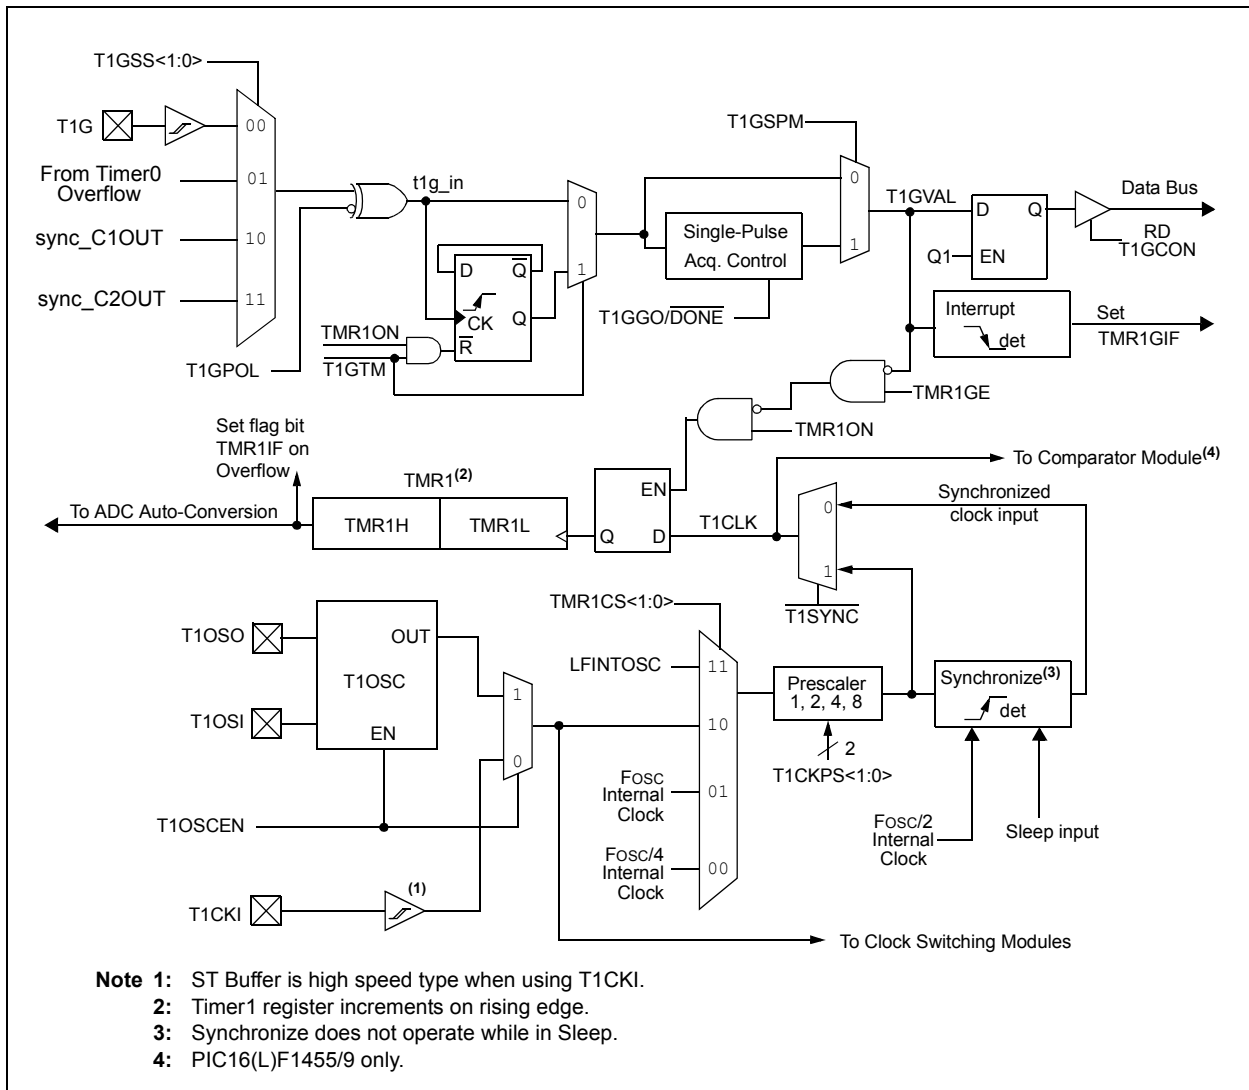 T1GSS<1:0>
T1G
00
From Timer0
Overflow
01
sync_C1OUT
10
sync_C2OUT
11
T1GPOL
t1g_in
D
Q
CK
Q
R
TMR1ON
T1GTM
0
1
T1GSPM
Single-Pulse
Acq. Control
T1GGO/DONE
0
1
T1GVAL
D
Q
Q1
EN
Data Bus
RD
T1GCON
Interrupt
det
Set
TMR1GIF
TMR1GE
TMR1ON
Set flag bit
TMR1IF on
Overflow
To ADC Auto-Conversion
TMR1(2)
TMR1H
TMR1L
EN
Q
D
T1CLK
To Comparator Module(4)
0
1
T1SYNC
Synchronized
clock input
T1OSO
T1OSI
OUT
T1OSC
EN
1
0
T1OSCEN
T1CKI
(1)
TMR1CS<1:0>
LFINTOSC
11
10
FOSC
Internal
Clock
01
FOSC/4
Internal
Clock
00
Prescaler
1, 2, 4, 8
2
T1CKPS<1:0>
Synchronize(3)
det
FOSC/2
Internal
Clock
Sleep input
To Clock Switching Modules
Note 1: ST Buffer is high speed type when using T1CKI.
2: Timer1 register increments on rising edge.
3: Synchronize does not operate while in Sleep.
4: PIC16(L)F1455/9 only.